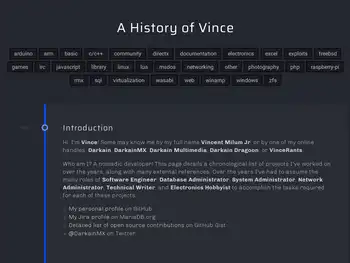 A History of Vince
arduino arm basic c/c++ community directx documentation electronics excel exploits freebsd
games irc javascript library linux lua modos networking other photography php raspberry-pi
rmx sql virtualization wasabi web winamp windows zfs
Introduction
Hi. I'm Vince! Some may know me by my full name Vincent Milum Jr. or by one of my online
handles: Darkain, DarkainMX, Darkain Multimedia, Darkain Dragoon, or VinceRants.
Who am I? A nomadic developer! This page details a chronological list of projects I've worked on
over the years, along with many external references. Over the years I've had to assume the
many roles of Software Engineer, Database Administrator, System Administrator, Network
Administrator, Technical Writer, and Electronics Hobbyist to accomplish the tasks required
for each of these projects.
My personal profile on GitHub
My Jira profile on MariaDB.org
Detailed list of open source contributions on GitHub Gist
@DarkainMX on Twitter